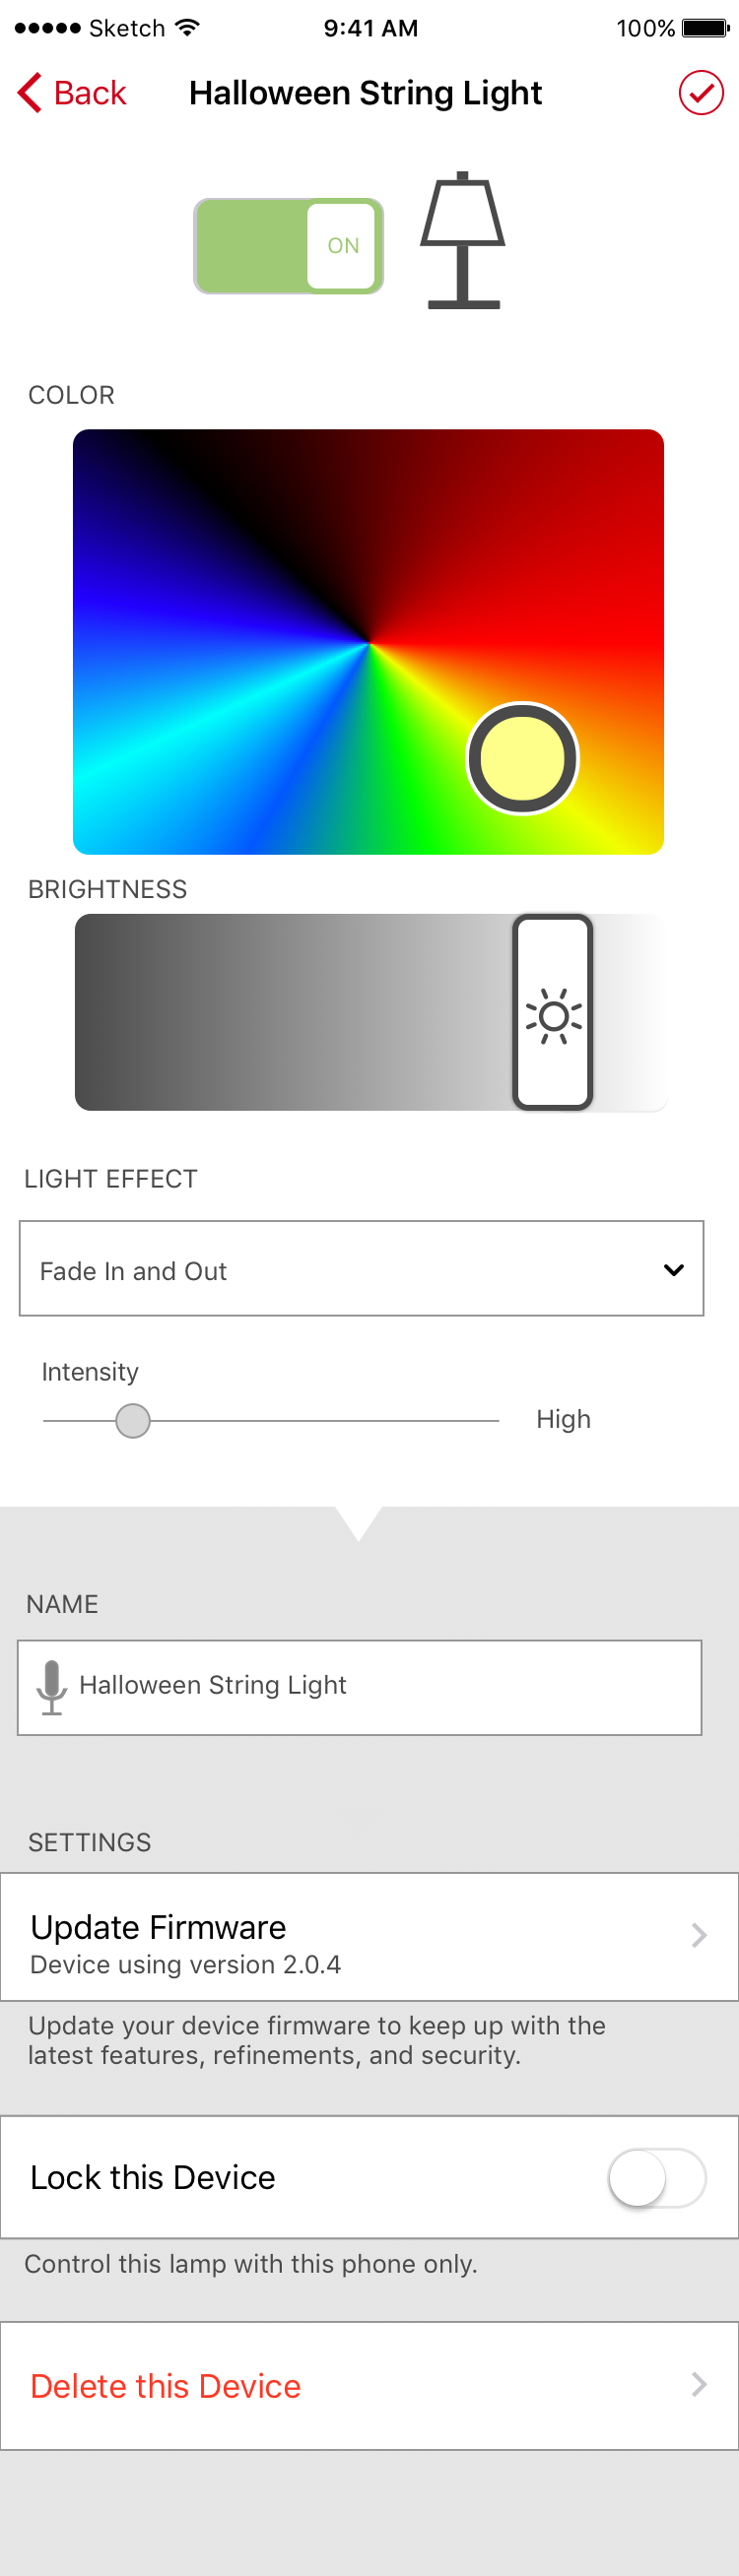 Sketch 9:41 AM 100%
Back Halloween String Light
ON
COLOR
BRIGHTNESS
LIGHT EFFECT
Fade In and Out
Intensity
High
NAME
Halloween String Light
SETTINGS
Update Firmware
Device using version 2.0.4
Update your device firmware to keep up with the
latest features, refinements, and security.
Lock this Device
Control this lamp with this phone only.
Delete this Device